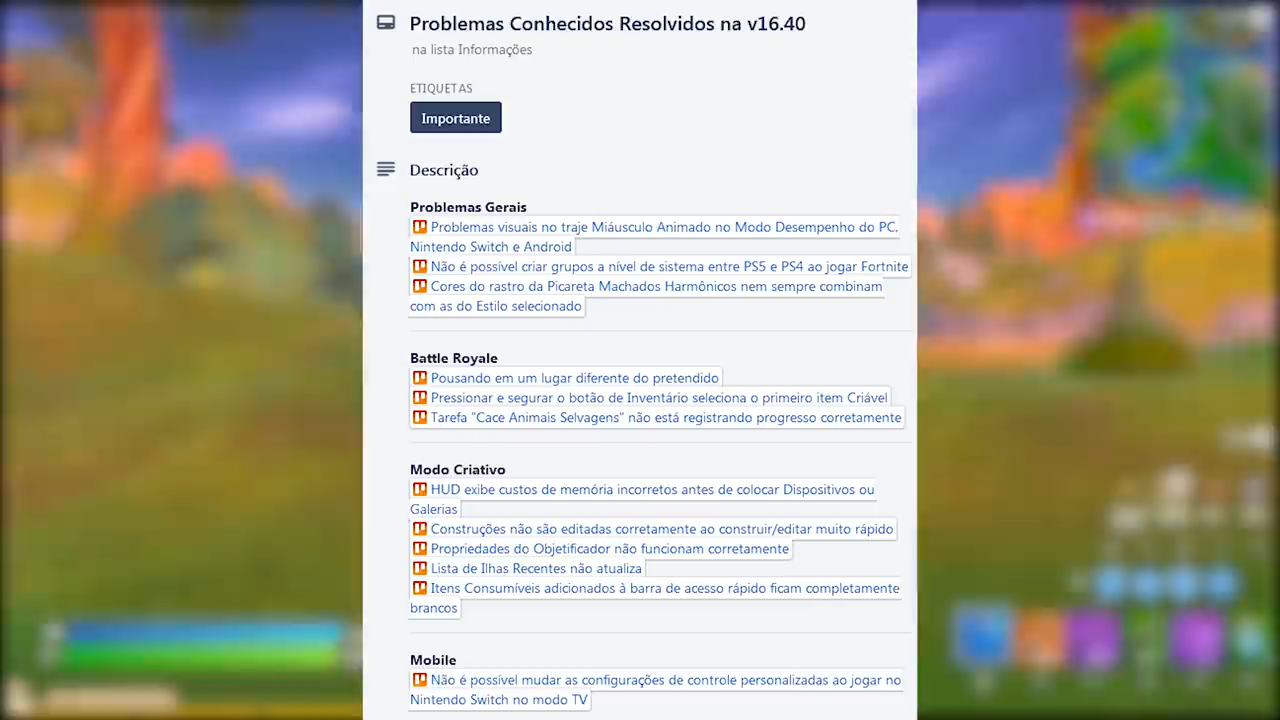 Problemas Conhecidos Resolvidos na v16.40
na lista Informações
ETIQUETAS
Importante
Descrição
Problemas Gerais
Problemas visuais no traje Miáusculo Animado no Modo Desempenho do PC,
Nintendo Switch e Android
Não é possível criar grupos a nível de sistema entre PS5 e PS4 ao jogar Fortnite
Cores do rastro da Picareta Machados Harmônicos nem sempre combinam
com as do Estilo selecionado
Battle Royale
Pousando em um lugar diferente do pretendido
Pressionar e segurar o botão de Inventário seleciona o primeiro item Criável
Tarefa "Cace Animais Selvagens" não está registrando progresso corretamente
Modo Criativo
HUD exibe custos de memória incorretos antes de colocar Dispositivos ou
Galerias
Construções não são editadas corretamente ao construir/editar muito rápido
Propriedades do Objetificador não funcionam corretamente
Lista de Ilhas Recentes não atualiza
Itens Consumíveis adicionados à barra de acesso rápido ficam completamente
brancos
Mobile
Não é possível mudar as configurações de controle personalizadas ao jogar no
Nintendo Switch no modo TV